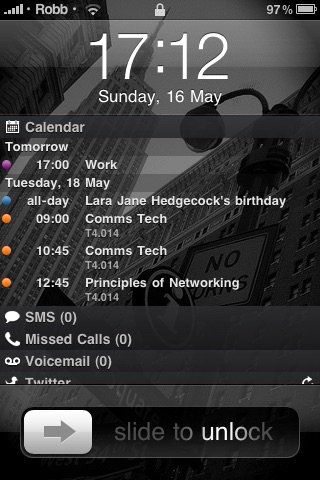 Robb
97%
17:12
Sunday, 16 May
Calendar
Tomorrow
17:00 Work
Tuesday, 18 May
all-day Lara Jane Hedgecock's birthday
09:00 Comms Tech
T4.014
10:45 Comms Tech
T4.014
12:45 Principles of Networking
T4.014
NO
SMS (0)
Missed Calls (0)
Voicemail (0)
Twitter
slide to unlock